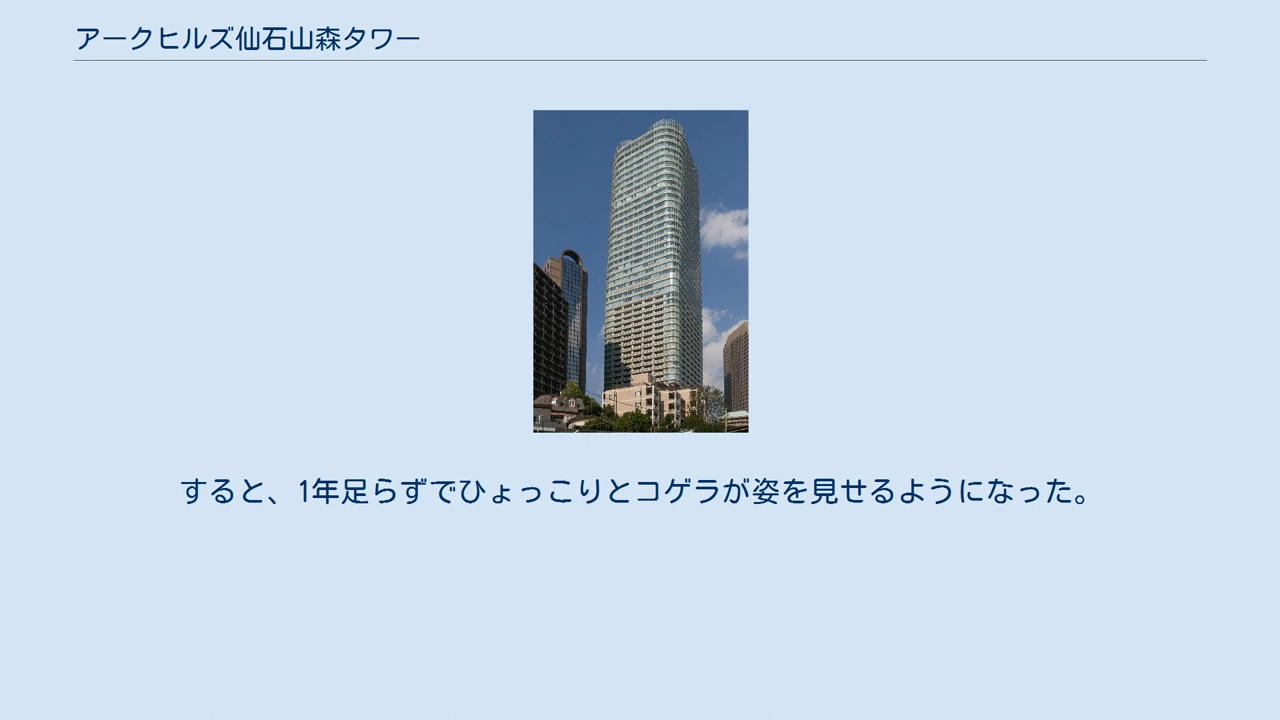 アークヒルズ仙石山森タワー
すると、1年足らずでひょっこりとコゲラが姿を見せるようになった。